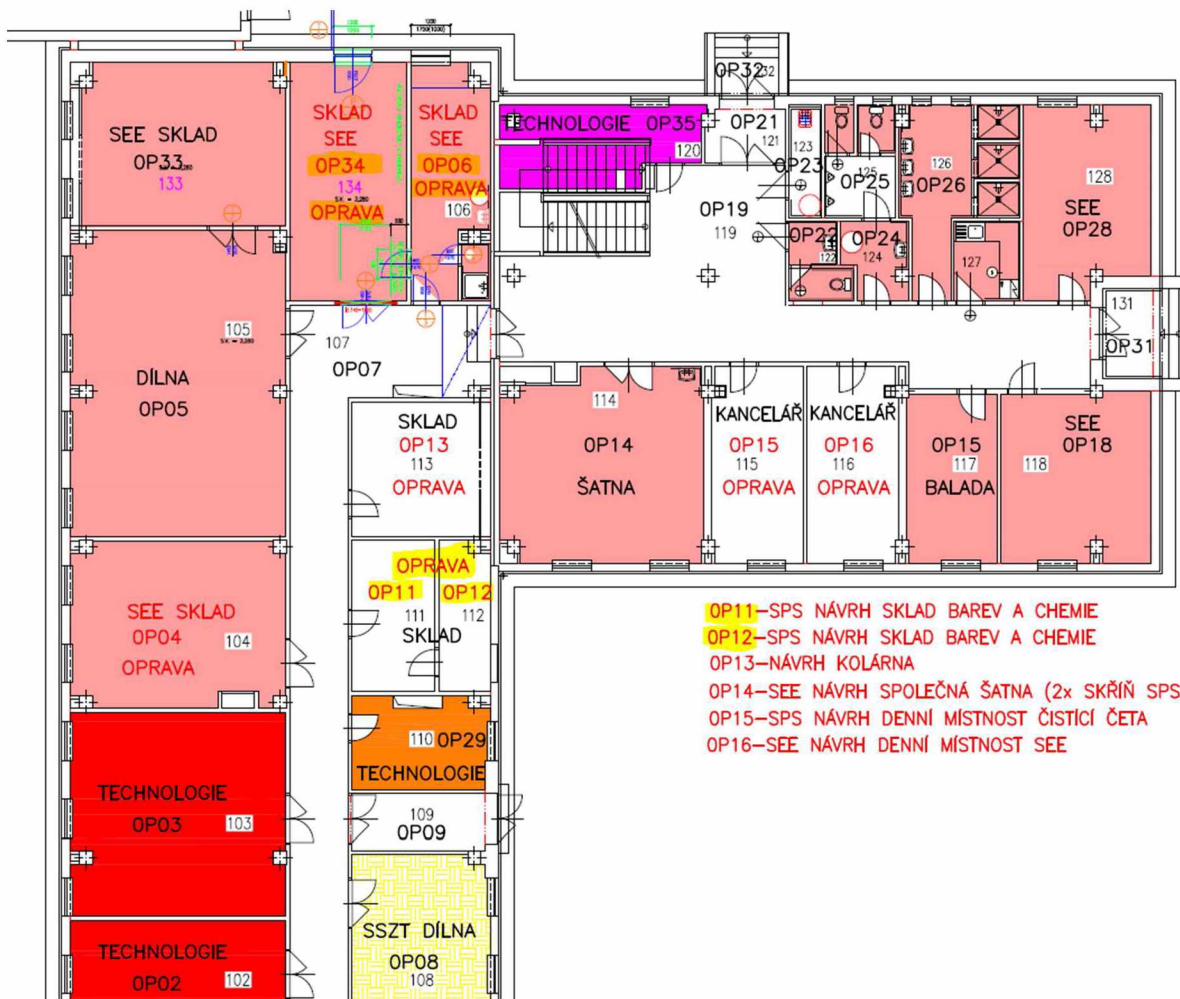 1200
1750(1000)
SEE SKLAD
0P33
133
SKLAD
SEE
0P34
134
S.V. = 3,280
OPRAVA
SKLAD
SEE
0P06
OPRAVA
106
TECHNOLOGIE 0P35
120
0P32
132
0P21
121
123
0P23
125
0P25
126
0P26
128
SEE
0P28
0P19
119
0P22
122
0P24
124
127
131
0P31
105
DÍLNA
0P05
107
0P07
SKLAD
0P13
113
OPRAVA
114
0P14
ŠATNA
KANCELÁŘ
0P15
115
OPRAVA
KANCELÁŘ
0P16
116
OPRAVA
0P15
117
BALADA
SEE
0P18
118
SEE SKLAD
0P04
104
OPRAVA
OPRAVA
0P11
0P12
111
112
SKLAD
0P11–SPS NÁVRH SKLAD BAREV A CHEMIE
0P12–SPS NÁVRH SKLAD BAREV A CHEMIE
0P13–NÁVRH KOLÁRNA
0P14–SEE NÁVRH SPOLEČNÁ ŠATNA (2x SKŘÍŇ SPS
0P15–SPS NÁVRH DENNÍ MÍSTNOST ČISTÍCÍ ČETA
0P16–SEE NÁVRH DENNÍ MÍSTNOST SEE
110 0P29
TECHNOLOGIE
TECHNOLOGIE
0P03
103
109
0P09
SSZT DÍLNA
0P08
108
TECHNOLOGIE
0P02
102